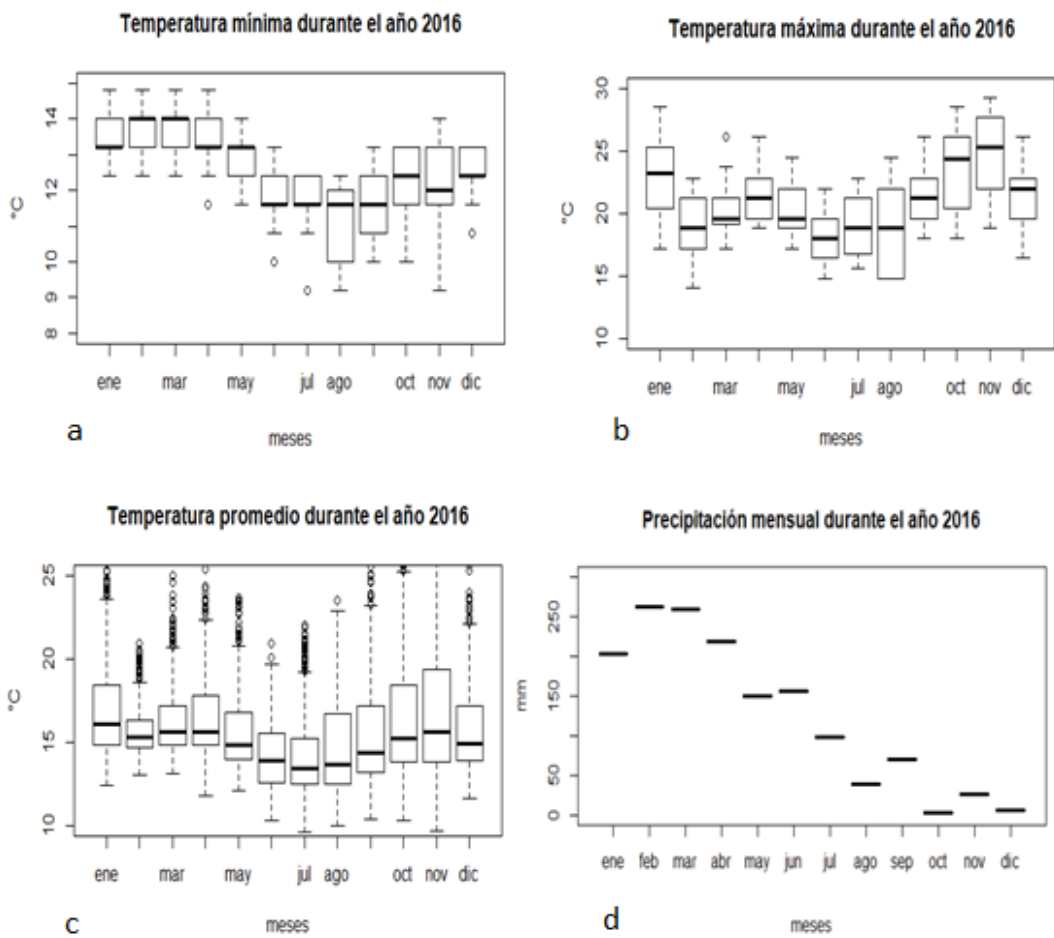 Temperatura mínima durante el año 2016
°C
14
12
10
9
8
ene mar may jul ago oct nov dic
a
meses
Temperatura máxima durante el año 2016
°C
30
25
20
15
10
ene mar may jul ago oct nov dic
b
meses
Temperatura promedio durante el año 2016
°C
25
20
15
10
ene mar may jul ago oct nov dic
c
meses
Precipitación mensual durante el año 2016
mm
250
150
50
0
ene feb mar abr may jun jul ago sep oct nov dic
d
meses